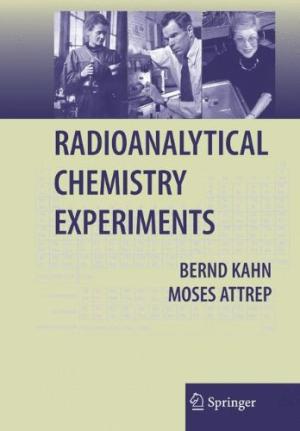 RADIOANALYTICAL
CHEMISTRY
EXPERIMENTS
BERND KAHN
MOSES ATTREP
Springer